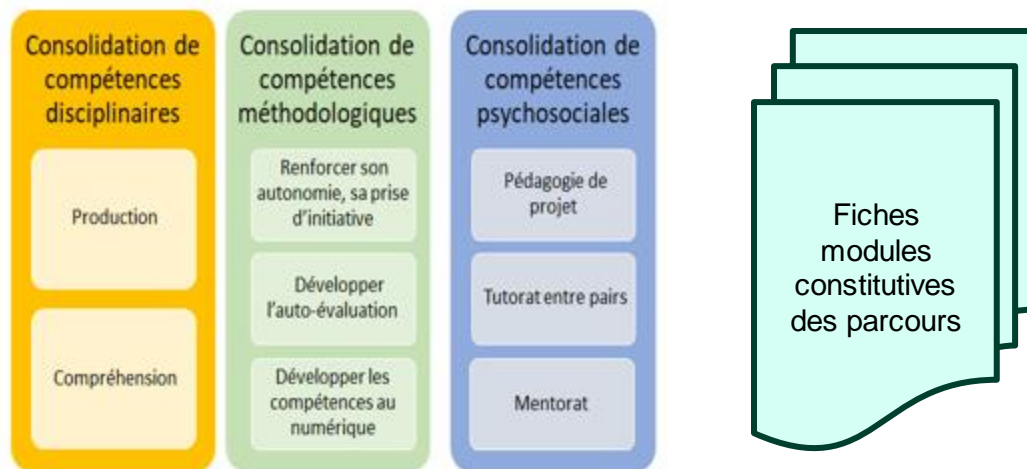 Consolidation de
compétences
disciplinaires
Production
Compréhension
Consolidation de
compétences
méthodologiques
Renforcer son
autonomie, sa prise
d'initiative
Développer
l'auto-évaluation
Développer les
compétences au
numérique
Consolidation de
compétences
psychosociales
Pédagogie de
projet
Tutorat entre pairs
Mentorat
Fiches
modules
constitutives
des parcours